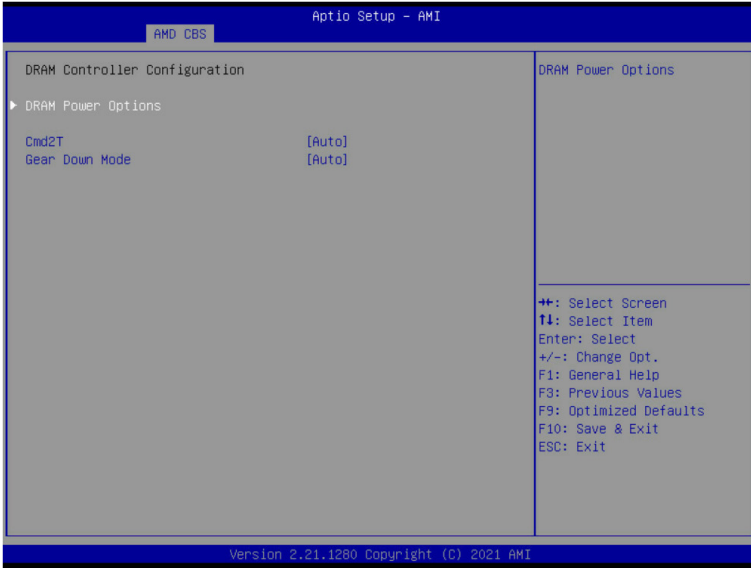 Aptio Setup - AMI
AMD CBS
DRAM Controller Configuration
DRAM Power Options
Cmd2T [Auto]
Gear Down Mode [Auto]
DRAM Power Options
→←: Select Screen
↑↓: Select Item
Enter: Select
+/-: Change Opt.
F1: General Help
F3: Previous Values
F9: Optimized Defaults
F10: Save & Exit
ESC: Exit
Version 2.21.1280 Copyright (C) 2021 AMI